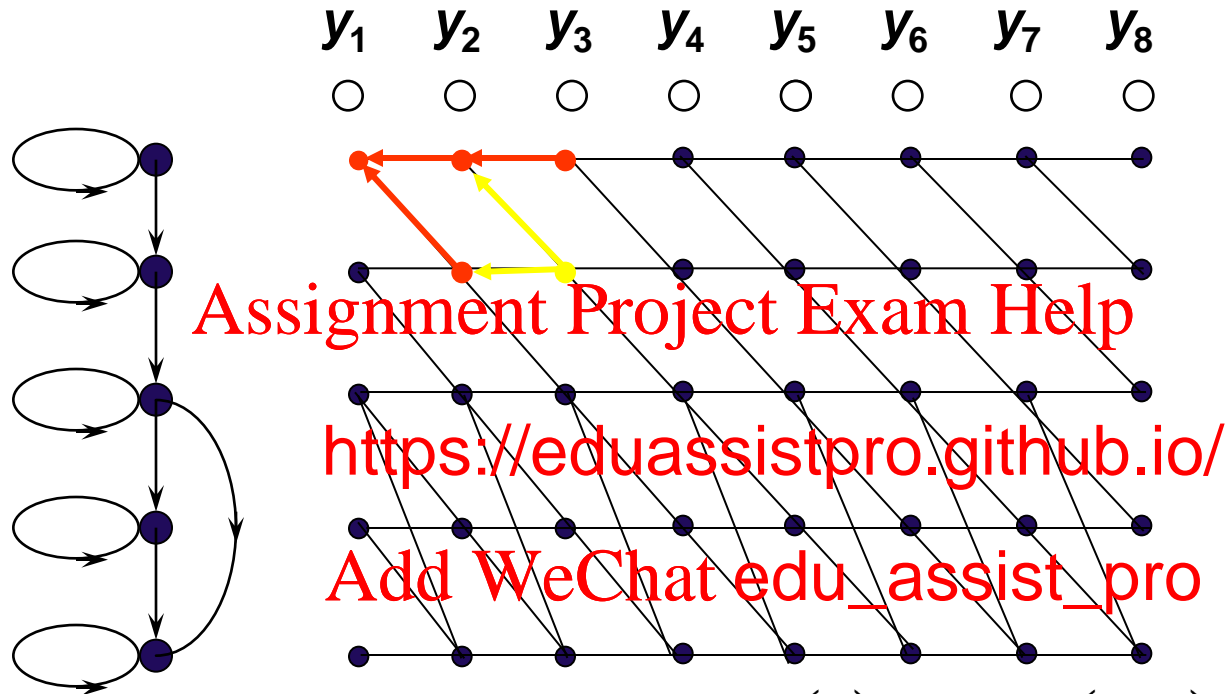 y1 y2 y3 y4 y5 y6 y7 y8
Assignment Project Exam Help
https://eduassistpro.github.io/
Add WeChat edu_assist_pro